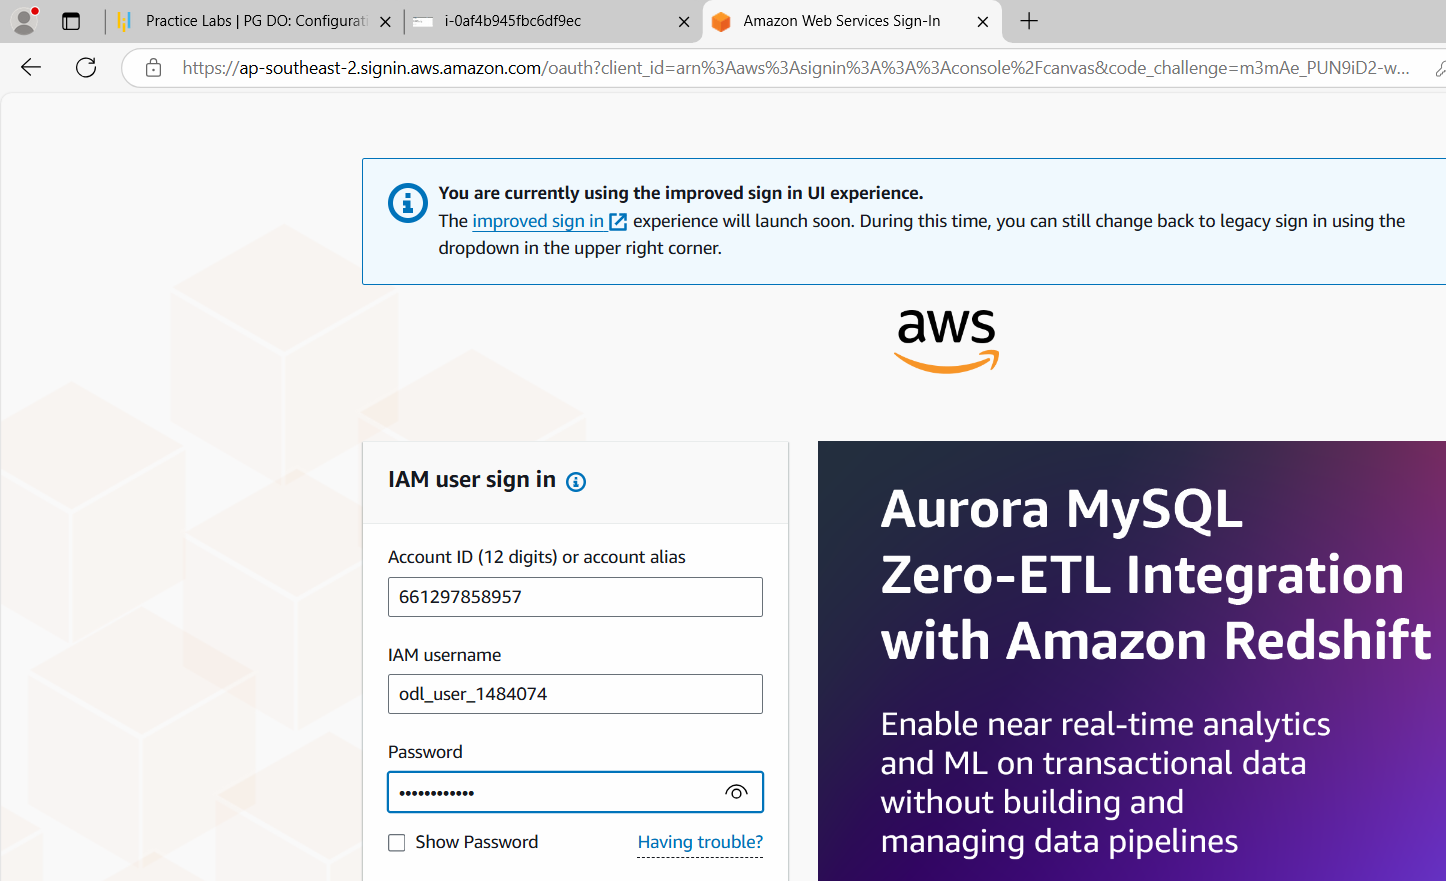 Practice Labs | PG DO: Configurati
i-0af4b945fbc6df9ec
Amazon Web Services Sign-In
https://ap-southeast-2.signin.aws.amazon.com/oauth?client_id=arn%3Aaws%3Asignin%3A%3A%3Aconsole%2Fcanvas&code_challenge=m3mAe_PUN9iD2-w...
You are currently using the improved sign in UI experience.
The improved sign in experience will launch soon. During this time, you can still change back to legacy sign in using the
dropdown in the upper right corner.
aws
IAM user sign in
Account ID (12 digits) or account alias
661297858957
IAM username
odl_user_1484074
Password
••••••••••••
Show Password
Having trouble?
Aurora MySQL
Zero-ETL Integration
with Amazon Redshift
Enable near real-time analytics
and ML on transactional data
without building and
managing data pipelines